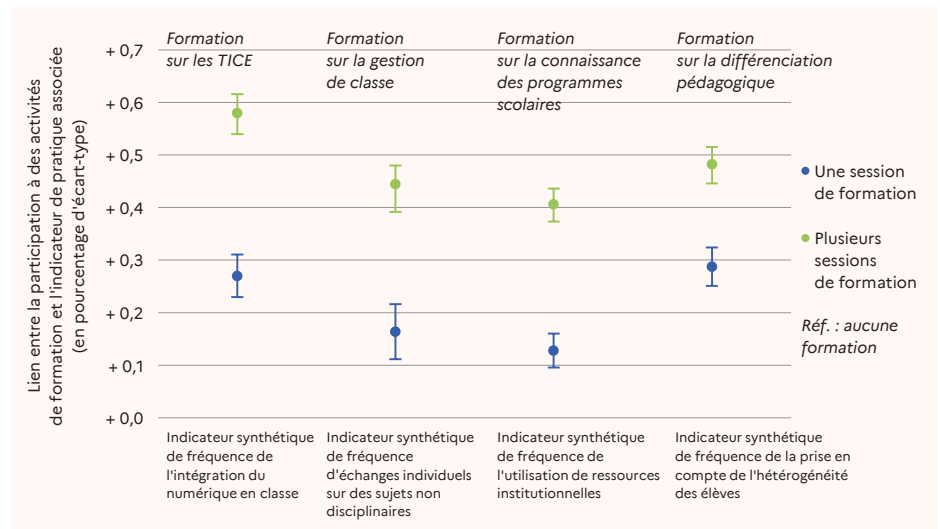 Lien entre la participation à des activités
de formation et l'indicateur de pratique associée
(en pourcentage d'écart-type)
+ 0,7
+ 0,6
+ 0,5
+ 0,4
+ 0,3
+ 0,2
+ 0,1
+ 0,0
Formation
sur les TICE
Formation
sur la gestion
de classe
Formation
sur la connaissance
des programmes
scolaires
Formation
sur la différenciation
pédagogique
Une session
de formation
Plusieurs
sessions
de formation
Réf. : aucune
formation
Indicateur synthétique
de fréquence de
l'intégration du
numérique en classe
Indicateur synthétique
de fréquence
d'échanges individuels
sur des sujets non
disciplinaires
Indicateur synthétique
de fréquence de
l'utilisation de ressources
institutionnelles
Indicateur synthétique
de fréquence de la prise en
compte de l'hétérogénéité
des élèves